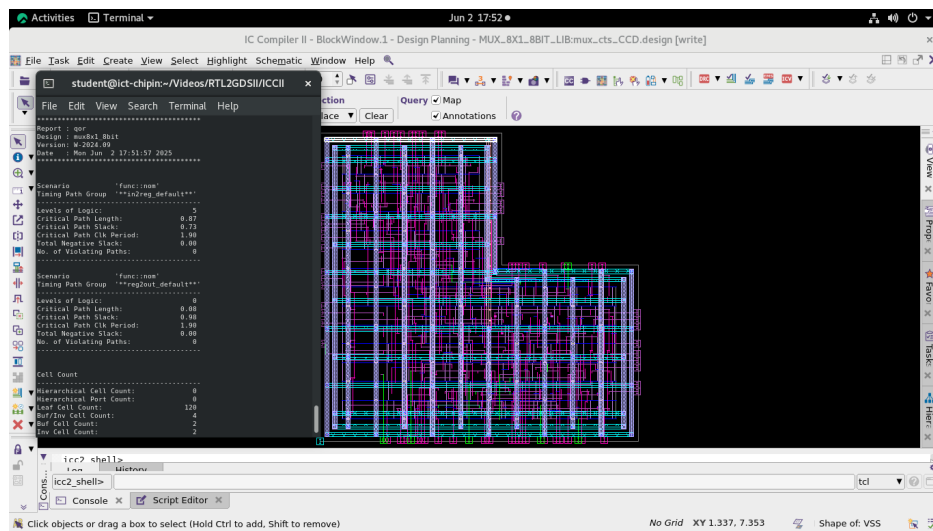 Activities Terminal Jun 2 17:52
IC Compiler II - BlockWindow.1 - Design Planning - MUX_8X1_8BIT_LIB:mux_cts_CCD.design [write]
File Task Edit Create View Select Highlight Schematic Window Help
student@ict-chipin:~/Videos/RTL2GDSII/ICCII
File Edit View Search Terminal Help
ction
Query Map
lace Clear
Annotations
****************************************
Report : qor
Design : mux8x1_8bit
Version: W-2024.09
Date : Mon Jun 2 17:51:57 2025
****************************************
Scenario 'func::nom'
Timing Path Group '**in2reg_default**'
----------------------------------------
Levels of Logic: 5
Critical Path Length: 0.87
Critical Path Slack: 0.73
Critical Path Clk Period: 1.90
Total Negative Slack: 0.00
No. of Violating Paths: 0
----------------------------------------
Scenario 'func::nom'
Timing Path Group '**reg2out_default**'
----------------------------------------
Levels of Logic: 0
Critical Path Length: 0.08
Critical Path Slack: 0.98
Critical Path Clk Period: 1.90
Total Negative Slack: 0.00
No. of Violating Paths: 0
----------------------------------------
Cell Count
----------------------------------------
Hierarchical Cell Count: 0
Hierarchical Port Count: 0
Leaf Cell Count: 120
Buf/Inv Cell Count: 4
Buf Cell Count: 2
Inv Cell Count: 2
View
Prop
Favo
Task
Hier
icc2_shell>
Log History
Cons...
icc2_shell> tcl
Console Script Editor
Click objects or drag a box to select (Hold Ctrl to add, Shift to remove) No Grid XY 1.337, 7.353 Shape of: VSS